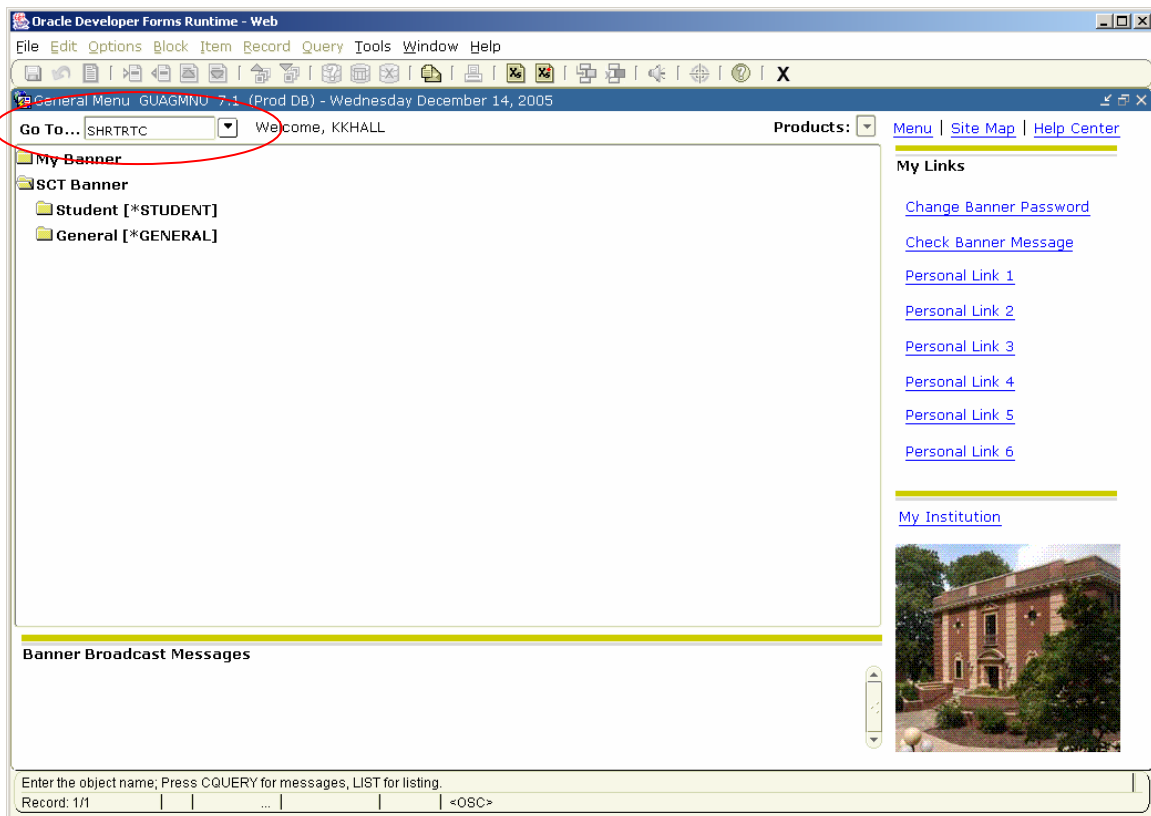 Oracle Developer Forms Runtime - Web
File Edit Options Block Item Record Query Tools Window Help
X
General Menu GUAGMNU 7.1 (Prod DB) - Wednesday December 14, 2005
Go To... SHRTRTC Welcome, KKHALL Products: Menu | Site Map | Help Center
My Banner
SCT Banner
Student [*STUDENT]
General [*GENERAL]
My Links
Change Banner Password
Check Banner Message
Personal Link 1
Personal Link 2
Personal Link 3
Personal Link 4
Personal Link 5
Personal Link 6
My Institution
Banner Broadcast Messages
Enter the object name; Press CQUERY for messages, LIST for listing.
Record: 1/1 ... <OSC>